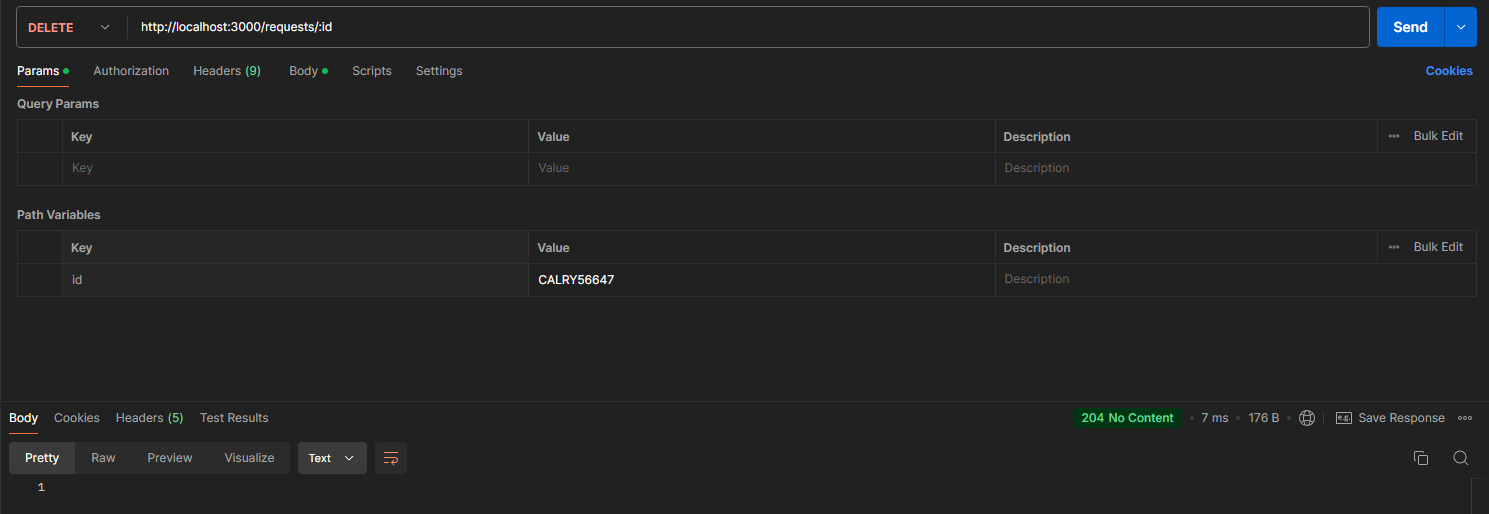 DELETE http://localhost:3000/requests/:id Send
Params Authorization Headers (9) Body Scripts Settings Cookies
Query Params
Key Value Description Bulk Edit
Key Value Description
Path Variables
Key Value Description Bulk Edit
id CALRY56647 Description
Body Cookies Headers (5) Test Results 204 No Content 7 ms 176 B e.g. Save Response
Pretty Raw Preview Visualize Text
1